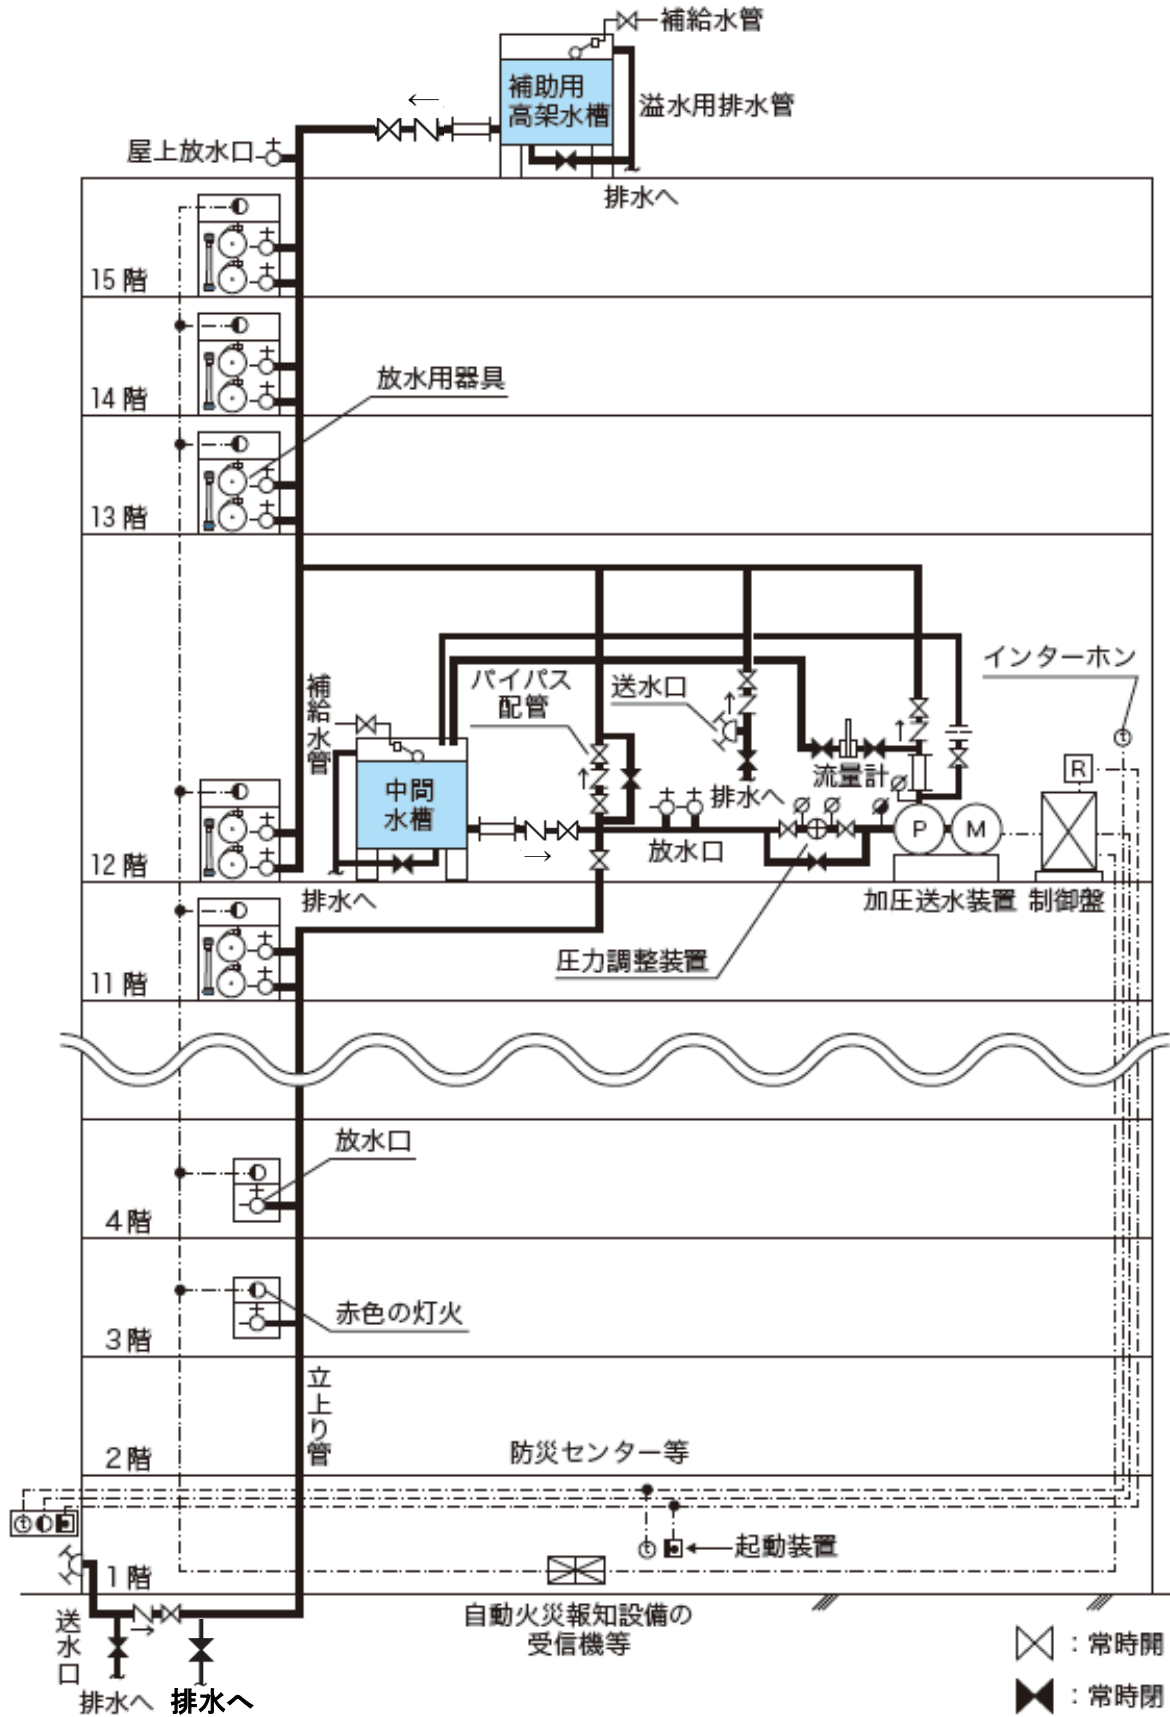 補給水管
補助用
高架水槽
溢水用排水管
屋上放水口
排水へ
15階
14階
放水用器具
13階
インターホン
補給水管
バイパス
配管
送水口
流量計
R
中間
水槽
排水へ
放水口
P
M
12階
排水へ
加圧送水装置
制御盤
圧力調整装置
11階
放水口
4階
赤色の灯火
3階
立上り管
2階
防災センター等
t
t
起動装置
1階
自動火災報知設備の
受信機等
送水口
排水へ
排水へ
：常時開
：常時閉